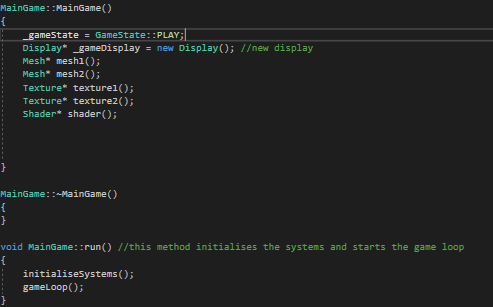 MainGame::MainGame()
{
_gameState = GameState::PLAY;
Display* _gameDisplay = new Display(); //new display
Mesh* mesh1();
Mesh* mesh2();
Texture* texture1();
Texture* texture2();
Shader* shader();
}
MainGame::~MainGame()
{
}
void MainGame::run() //this method initialises the systems and starts the game loop
{
initialiseSystems();
gameLoop();
}